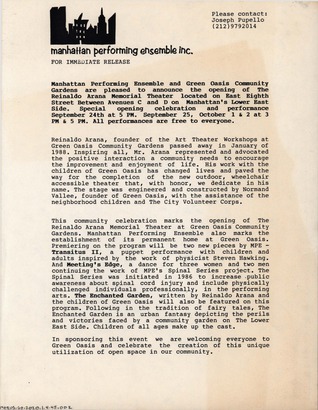 Please contact:
Joseph Pupello
(212)9792014
manhattan performing ensemble inc.
FOR IMMEDIATE RELEASE
Manhattan Performing Ensemble and Green Oasis Community
Gardens are pleased to announce the opening of The
Reinaldo Arana Memorial Theater located on East Eighth
Street Between Avenues C and D on Manhattan's Lower East
Side. Special opening celebration and performance
September 24th at 5 PM. September 25, October 1 & 2 at 3
PM & 5 PM. All performances are free to everyone.
Reinaldo Arana, founder of the Art Theater Workshops at
Green Oasis Community Gardens passed away in January of
1988. Inspiring all, Mr. Arana represented and advocated
the positive interaction a community needs to encourage
the improvement and enjoyment of life. His work with the
children of Green Oasis has changed lives and paved the
way for the completion of the new outdoor, wheelchair
accessible theater that, with honor, we dedicate in his
name. The stage was engineered and constructed by Normand
Vallee, founder of Green Oasis, with the assistance of the
neighborhood children and The City Volunteer Corps.
This community celebration marks the opening of The
Reinaldo Arana Memorial Theater at Green Oasis Community
Gardens. Manhattan Performing Ensemble also marks the
establishment of its permanent home at Green Oasis.
Premiering on the program will be two new pieces by MPE -
Transitus II, a puppet performance with children and
adults inspired by the work of physicist Steven Hawking.
And Meeting's Edge, a dance for three women and two men
continuing the work of MPE's Spinal Series project. The
Spinal Series was initiated in 1986 to increase public
awareness about spinal cord injury and include physically
challenged individuals professionally, in the performing
arts. The Enchanted Garden, written by Reinaldo Arana and
the children of Green Oasis will also be featured on this
program. Following in the tradition of fairy tales, The
Enchanted Garden is an urban fantasy depicting the perils
and victories faced by a community garden on The Lower
East Side. Children of all ages make up the cast.
In sponsoring this event we are welcoming everyone to
Green Oasis and celebrate the creation of this unique
utilization of open space in our community.